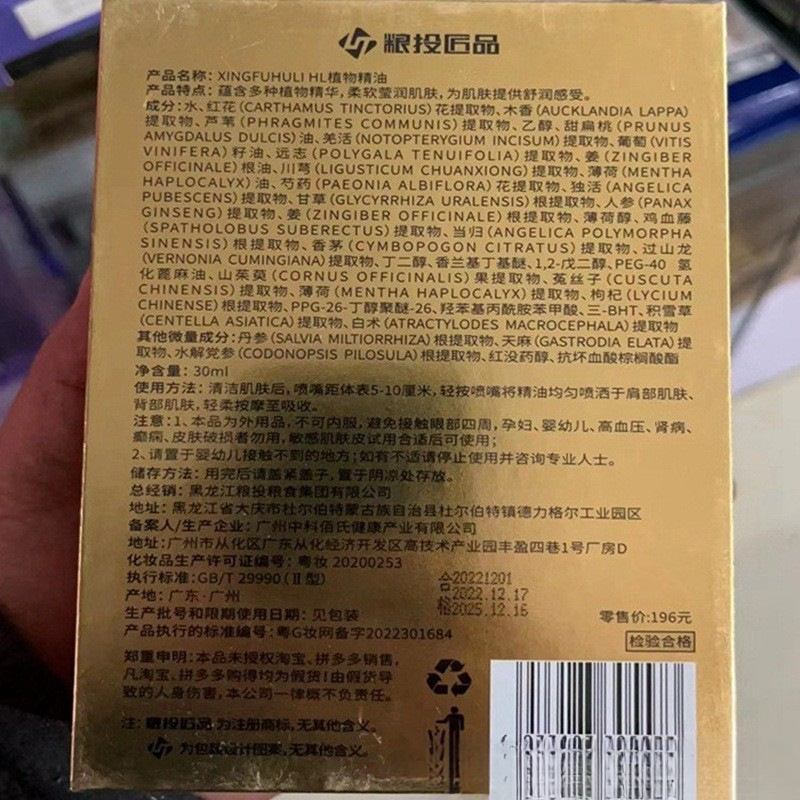 粮投匠品
产品名称：XINGFUHULI HL植物精油
产品特点：蕴含多种植物精华，柔软莹润肌肤，为肌肤提供舒润感受。
成分：水、红花(CARTHAMUS TINCTORIUS)花提取物、木香(AUCKLANDIA LAPPA)
提取物、芦苇(PHRAGMITES COMMUNIS)提取物、乙醇、甜扁桃(PRUNUS
AMYGDALUS DULCIS)油、羌活(NOTOPTERYGIUM INCISUM)提取物、葡萄(VITIS
VINIFERA)籽油、远志(POLYGALA TENUIFOLIA)提取物、姜(ZINGIBER
OFFICINALE)根油、川芎(LIGUSTICUM CHUANXIONG)提取物、薄荷(MENTHA
HAPLOCALYX)油、芍药(PAEONIA ALBIFLORA)花提取物、独活(ANGELICA
PUBESCENS)提取物、甘草(GLYCYRRHIZA URALENSIS)根提取物、人参(PANAX
GINSENG)提取物、姜(ZINGIBER OFFICINALE)根提取物、薄荷醇、鸡血藤
(SPATHOLOBUS SUBERECTUS)提取物、当归(ANGELICA POLYMORPHA
SINENSIS)根提取物、香茅(CYMBOPOGON CITRATUS)提取物、过山龙
(VERNONIA CUMINGIANA)提取物、丁二醇、香兰基丁基醚、1,2-戊二醇、PEG-40 氢
化蓖麻油、山茱萸(CORNUS OFFICINALIS)果提取物、菟丝子(CUSCUTA
CHINENSIS)提取物、薄荷(MENTHA HAPLOCALYX)提取物、枸杞(LYCIUM
CHINENSE)根提取物、PPG-26-丁醇聚醚-26、羟苯基丙酰胺苯甲酸、三-BHT、积雪草
(CENTELLA ASIATICA)提取物、白术(ATRACTYLODES MACROCEPHALA)提取物
其他微量成分：丹参(SALVIA MILTIORRHIZA)根提取物、天麻(GASTRODIA ELATA)提
取物、水解党参(CODONOPSIS PILOSULA)根提取物、红没药醇、抗坏血酸棕榈酸酯
净含量：30ml
使用方法：清洁肌肤后，喷嘴距体表5-10厘米，轻按喷嘴将精油均匀喷洒于肩部肌肤、
背部肌肤，轻柔按摩至吸收。
注意：1、本品为外用品，不可内服，避免接触眼部四周，孕妇、婴幼儿、高血压、肾病、
癫痫、皮肤破损者勿用，敏感肌肤皮试用合适后可使用；
2、请置于婴幼儿接触不到的地方；如有不适请停止使用并咨询专业人士。
储存方法：用完后请盖紧盖子，置于阴凉处存放。
总经销：黑龙江粮投粮食集团有限公司
地址：黑龙江省大庆市杜尔伯特蒙古族自治县杜尔伯特镇德力格尔工业园区
备案人/生产企业：广州中科佰氏健康产业有限公司
地址：广州市从化区广东从化经济开发区高技术产业园丰盈四巷1号厂房D
化妆品生产许可证编号：粤妆 20200253
执行标准：GB/T 29990(Ⅱ型)
合20221201
产地：广东·广州
2022.12.17
生产批号和限期使用日期：见包装
格2025.12.16
零售价：196元
产品执行的标准编号：粤G妆网备字2022301684
检验合格
郑重申明：本品未授权淘宝、拼多多销售，
凡淘宝、拼多多购得均为假货！由假货导
致的人身伤害，本公司一律概不负责任。
注：粮投匠品为注册商标，无其他含义。
为包装设计图案，无其他含义。